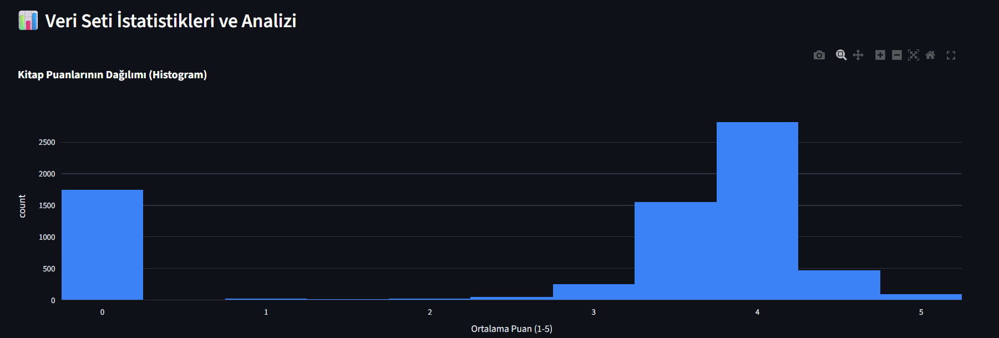 Veri Seti İstatistikleri ve Analizi
Kitap Puanlarının Dağılımı (Histogram)
2500
2000
1500
1000
500
0
count
0 1 2 3 4 5
Ortalama Puan (1-5)